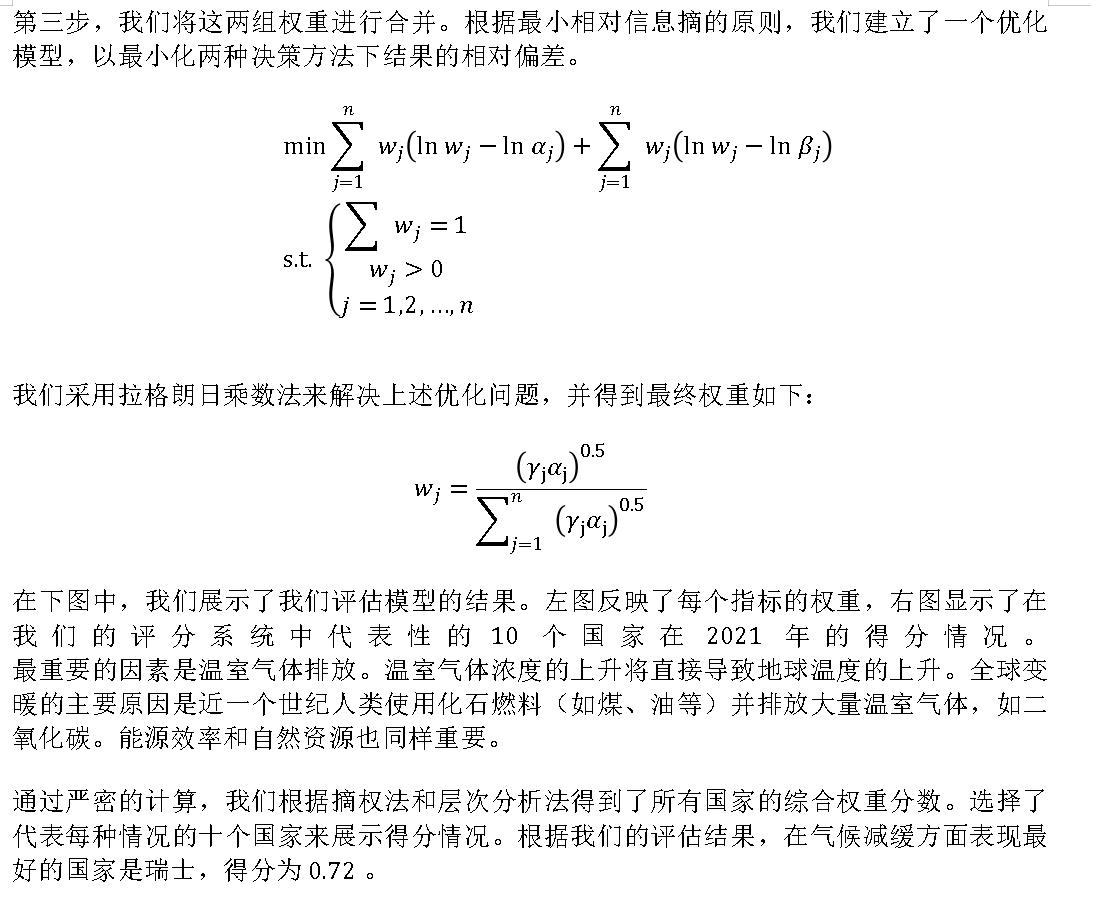 第三步，我们将这两组权重进行合并。根据最小相对信息摘的原则，我们建立了一个优化
模型，以最小化两种决策方法下结果的相对偏差。
min ∑_{j=1}^{n} w_j(ln w_j − ln α_j) + ∑_{j=1}^{n} w_j(ln w_j − ln β_j)
s.t. { ∑ w_j = 1
w_j > 0
j = 1,2, …, n
我们采用拉格朗日乘数法来解决上述优化问题，并得到最终权重如下：
w_j = (γ_jα_j)^{0.5} / ∑_{j=1}^{n} (γ_jα_j)^{0.5}
在下图中，我们展示了我们评估模型的结果。左图反映了每个指标的权重，右图显示了在
我们的评分系统中代表性的 10 个国家在 2021 年的得分情况。
最重要的因素是温室气体排放。温室气体浓度的上升将直接导致地球温度的上升。全球变
暖的主要原因是近一个世纪人类使用化石燃料（如煤、油等）并排放大量温室气体，如二
氧化碳。能源效率和自然资源也同样重要。
通过严密的计算，我们根据摘权法和层次分析法得到了所有国家的综合权重分数。选择了
代表每种情况的十个国家来展示得分情况。根据我们的评估结果，在气候减缓方面表现最
好的国家是瑞士，得分为 0.72 。